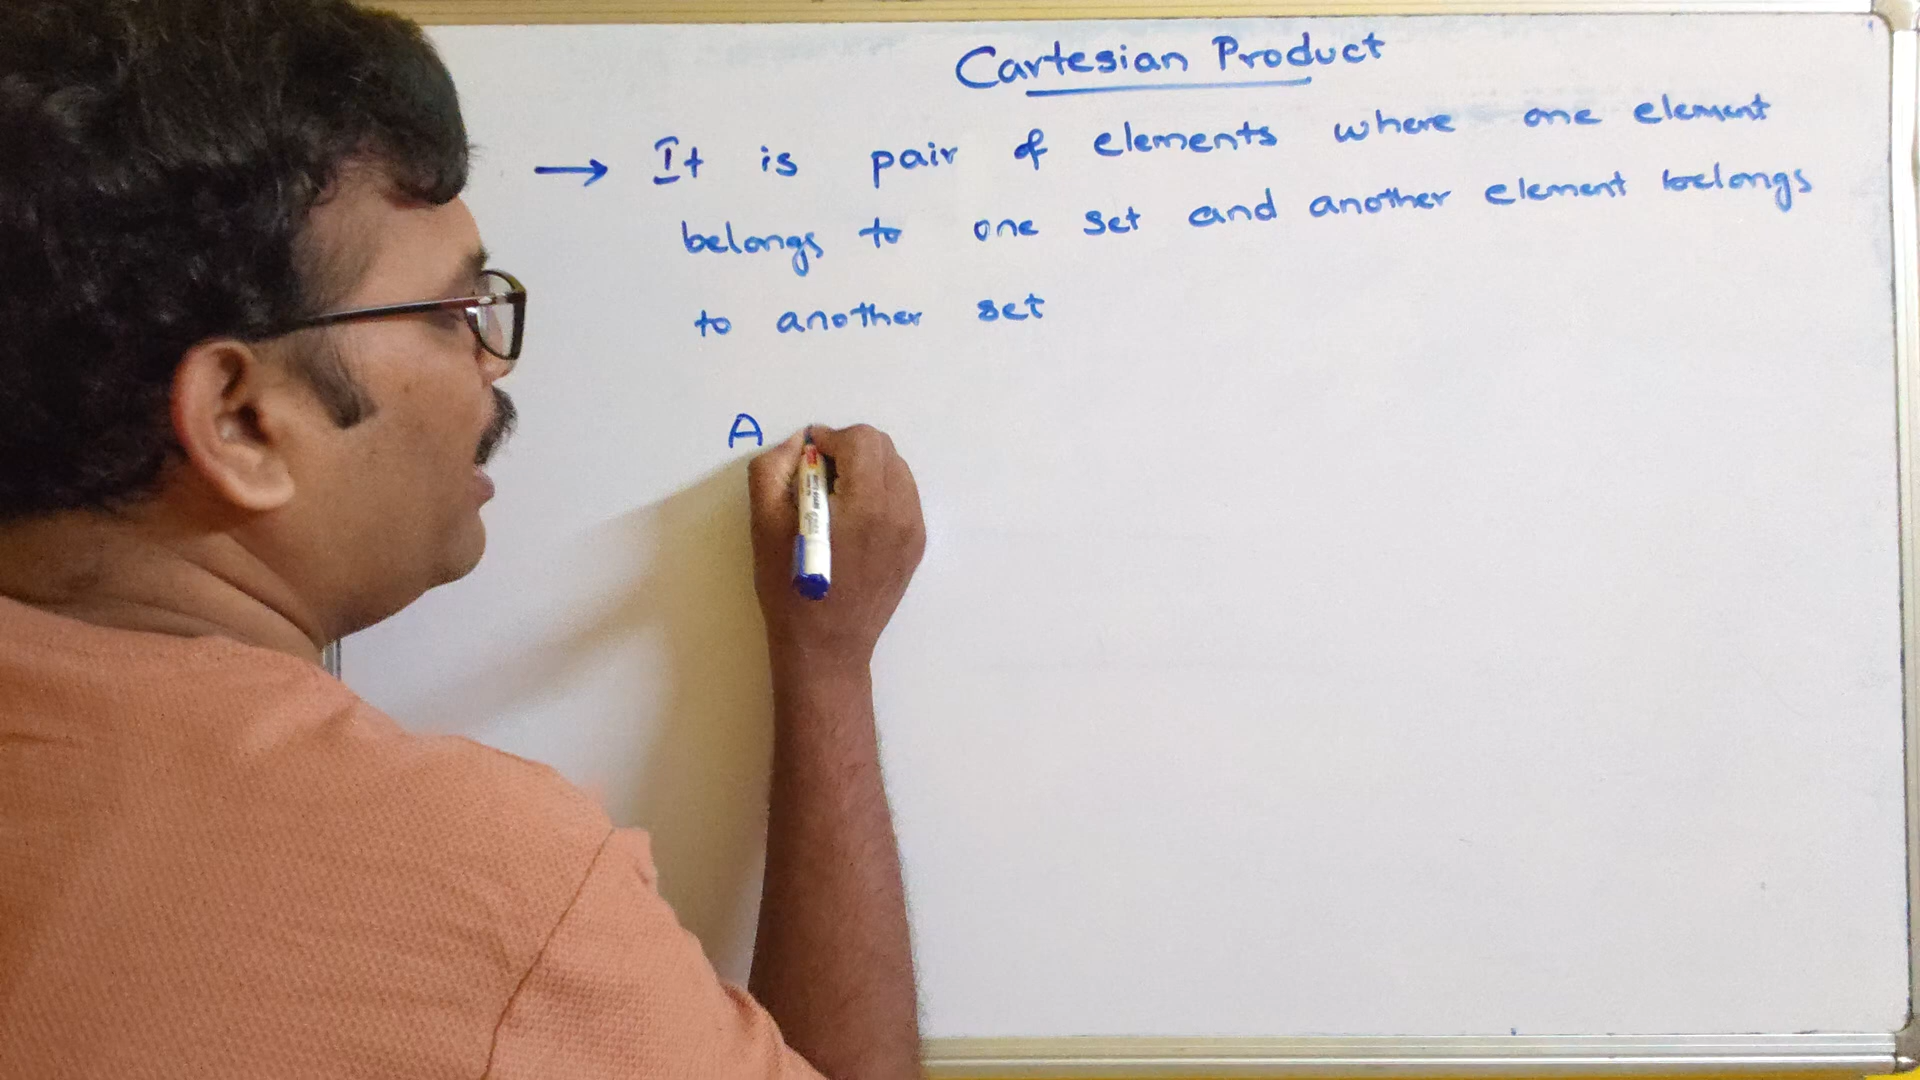 Cartesian Product
→ It is pair of elements where one element
belongs to one set and another element belongs
to another set
A